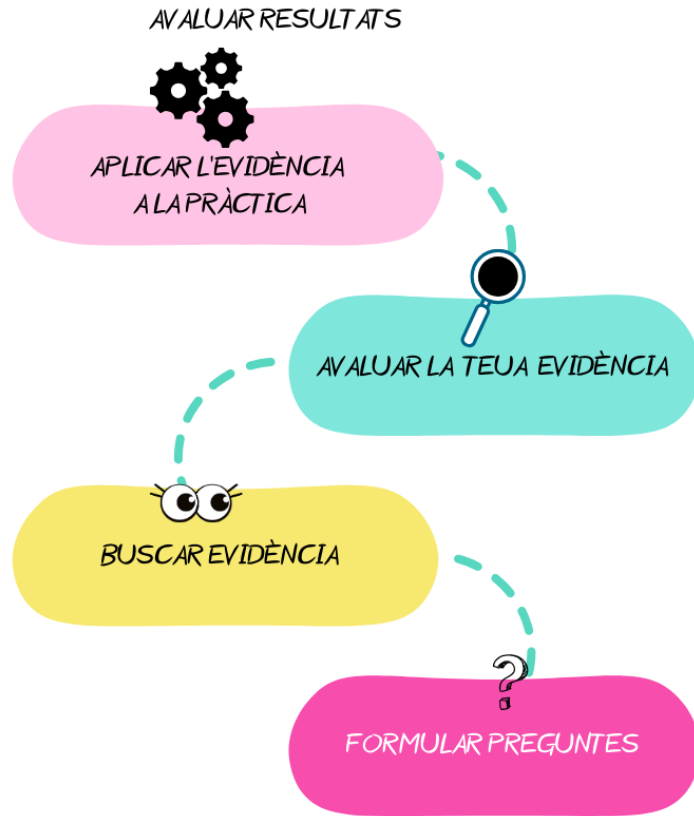 AVALUAR RESULTATS
APLICAR L'EVIDÈNCIA
A LA PRÀCTICA
AVALUAR LA TEUA EVIDÈNCIA
BUSCAR EVIDÈNCIA
?
FORMULAR PREGUNTES